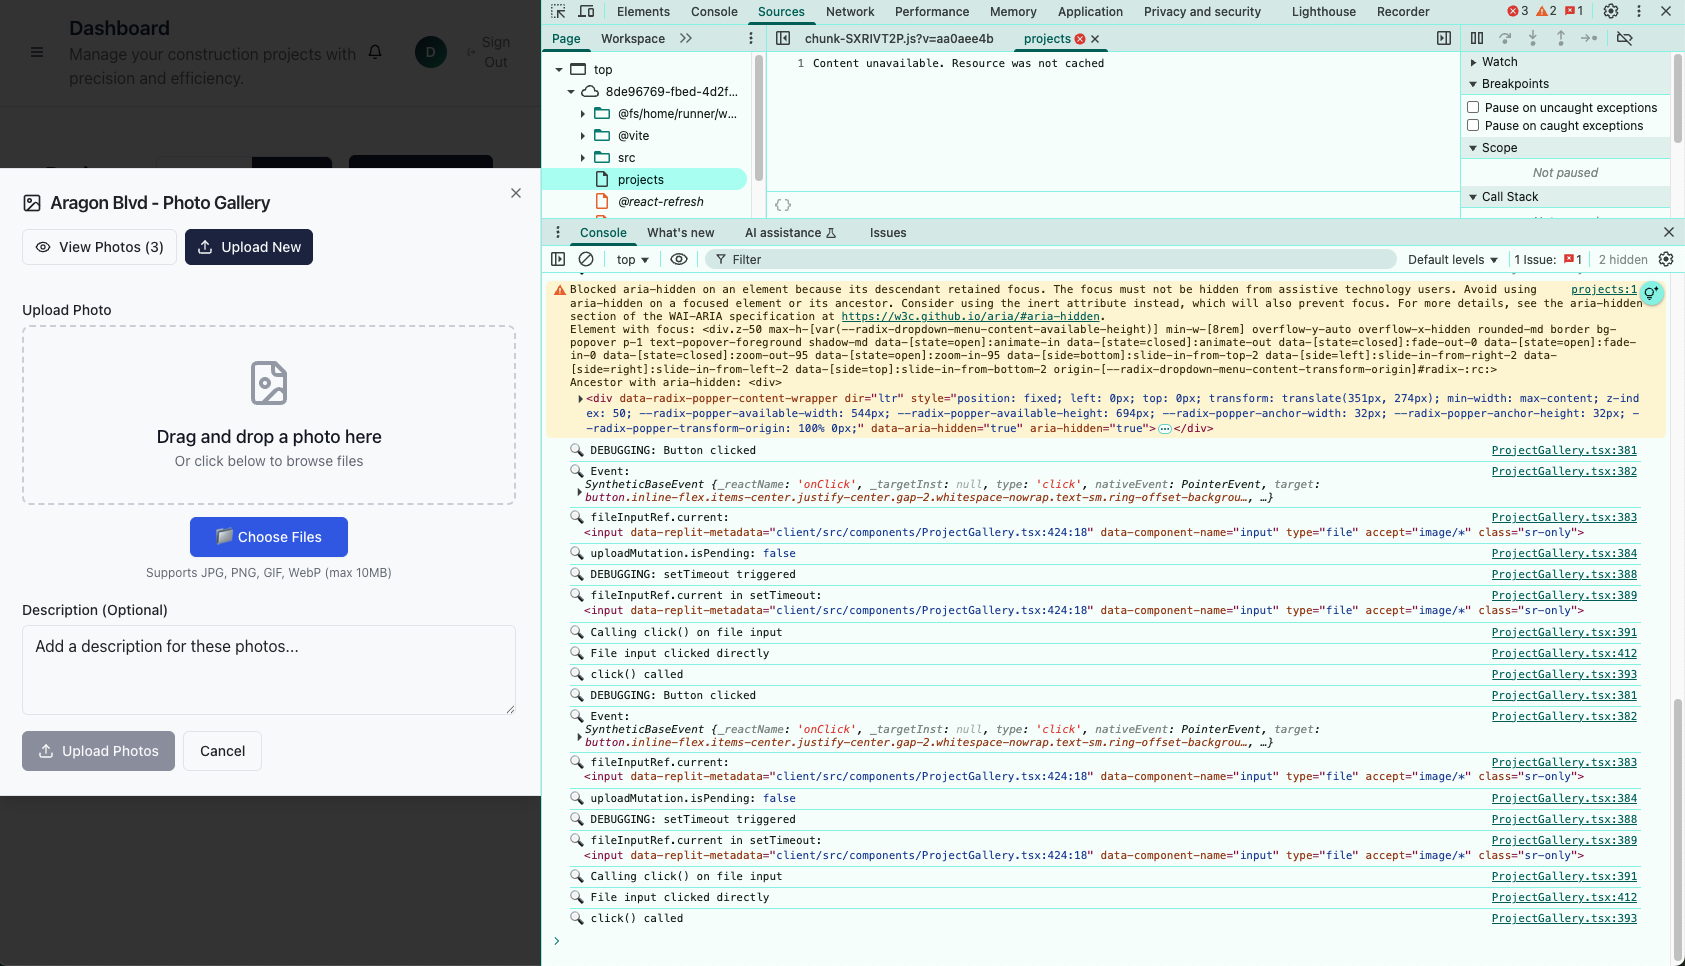 Dashboard
Manage your construction projects with
precision and efficiency.
D
Sign
Out
Aragon Blvd - Photo Gallery
View Photos (3)
Upload New
Upload Photo
Drag and drop a photo here
Or click below to browse files
Choose Files
Supports JPG, PNG, GIF, WebP (max 10MB)
Description (Optional)
Add a description for these photos...
Upload Photos
Cancel
Elements Console Sources Network Performance Memory Application Privacy and security Lighthouse Recorder 3 2 1
Page Workspace
chunk-SXRIVT2P.js?v=aa0aee4b projects
top
8de96769-fbed-4d2f...
@fs/home/runner/w...
@vite
src
projects
@react-refresh
1 Content unavailable. Resource was not cached
{}
Watch
Breakpoints
Pause on uncaught exceptions
Pause on caught exceptions
Scope
Not paused
Call Stack
Console What's new AI assistance Issues
top Filter Default levels 1 Issue: 1 2 hidden
Blocked aria-hidden on an element because its descendant retained focus. The focus must not be hidden from assistive technology users. Avoid using projects:1
aria-hidden on a focused element or its ancestor. Consider using the inert attribute instead, which will also prevent focus. For more details, see the aria-hidden
section of the WAI-ARIA specification at https://w3c.github.io/aria/#aria-hidden.
Element with focus: <div.z-50 max-h-[var(--radix-dropdown-menu-content-available-height)] min-w-[8rem] overflow-y-auto overflow-x-hidden rounded-md border bg-
popover p-1 text-popover-foreground shadow-md data-[state=open]:animate-in data-[state=closed]:animate-out data-[state=closed]:fade-out-0 data-[state=open]:fade-
in-0 data-[state=closed]:zoom-out-95 data-[state=open]:zoom-in-95 data-[side=bottom]:slide-in-from-top-2 data-[side=left]:slide-in-from-right-2 data-
[side=right]:slide-in-from-left-2 data-[side=top]:slide-in-from-bottom-2 origin-[--radix-dropdown-menu-content-transform-origin]#radix-:rc:>
Ancestor with aria-hidden: <div>
<div data-radix-popper-content-wrapper dir="ltr" style="position: fixed; left: 0px; top: 0px; transform: translate(351px, 274px); min-width: max-content; z-ind
ex: 50; --radix-popper-available-width: 544px; --radix-popper-available-height: 694px; --radix-popper-anchor-width: 32px; --radix-popper-anchor-height: 32px; -
-radix-popper-transform-origin: 100% 0px;" data-aria-hidden="true" aria-hidden="true">…</div>
DEBUGGING: Button clicked ProjectGallery.tsx:381
Event: ProjectGallery.tsx:382
SyntheticBaseEvent {_reactName: 'onClick', _targetInst: null, type: 'click', nativeEvent: PointerEvent, target:
button.inline-flex.items-center.justify-center.gap-2.whitespace-nowrap.text-sm.ring-offset-backgrou…, …}
fileInputRef.current: ProjectGallery.tsx:383
<input data-replit-metadata="client/src/components/ProjectGallery.tsx:424:18" data-component-name="input" type="file" accept="image/*" class="sr-only">
uploadMutation.isPending: false ProjectGallery.tsx:384
DEBUGGING: setTimeout triggered ProjectGallery.tsx:388
fileInputRef.current in setTimeout: ProjectGallery.tsx:389
<input data-replit-metadata="client/src/components/ProjectGallery.tsx:424:18" data-component-name="input" type="file" accept="image/*" class="sr-only">
Calling click() on file input ProjectGallery.tsx:391
File input clicked directly ProjectGallery.tsx:412
click() called ProjectGallery.tsx:393
DEBUGGING: Button clicked ProjectGallery.tsx:381
Event: ProjectGallery.tsx:382
SyntheticBaseEvent {_reactName: 'onClick', _targetInst: null, type: 'click', nativeEvent: PointerEvent, target:
button.inline-flex.items-center.justify-center.gap-2.whitespace-nowrap.text-sm.ring-offset-backgrou…, …}
fileInputRef.current: ProjectGallery.tsx:383
<input data-replit-metadata="client/src/components/ProjectGallery.tsx:424:18" data-component-name="input" type="file" accept="image/*" class="sr-only">
uploadMutation.isPending: false ProjectGallery.tsx:384
DEBUGGING: setTimeout triggered ProjectGallery.tsx:388
fileInputRef.current in setTimeout: ProjectGallery.tsx:389
<input data-replit-metadata="client/src/components/ProjectGallery.tsx:424:18" data-component-name="input" type="file" accept="image/*" class="sr-only">
Calling click() on file input ProjectGallery.tsx:391
File input clicked directly ProjectGallery.tsx:412
click() called ProjectGallery.tsx:393